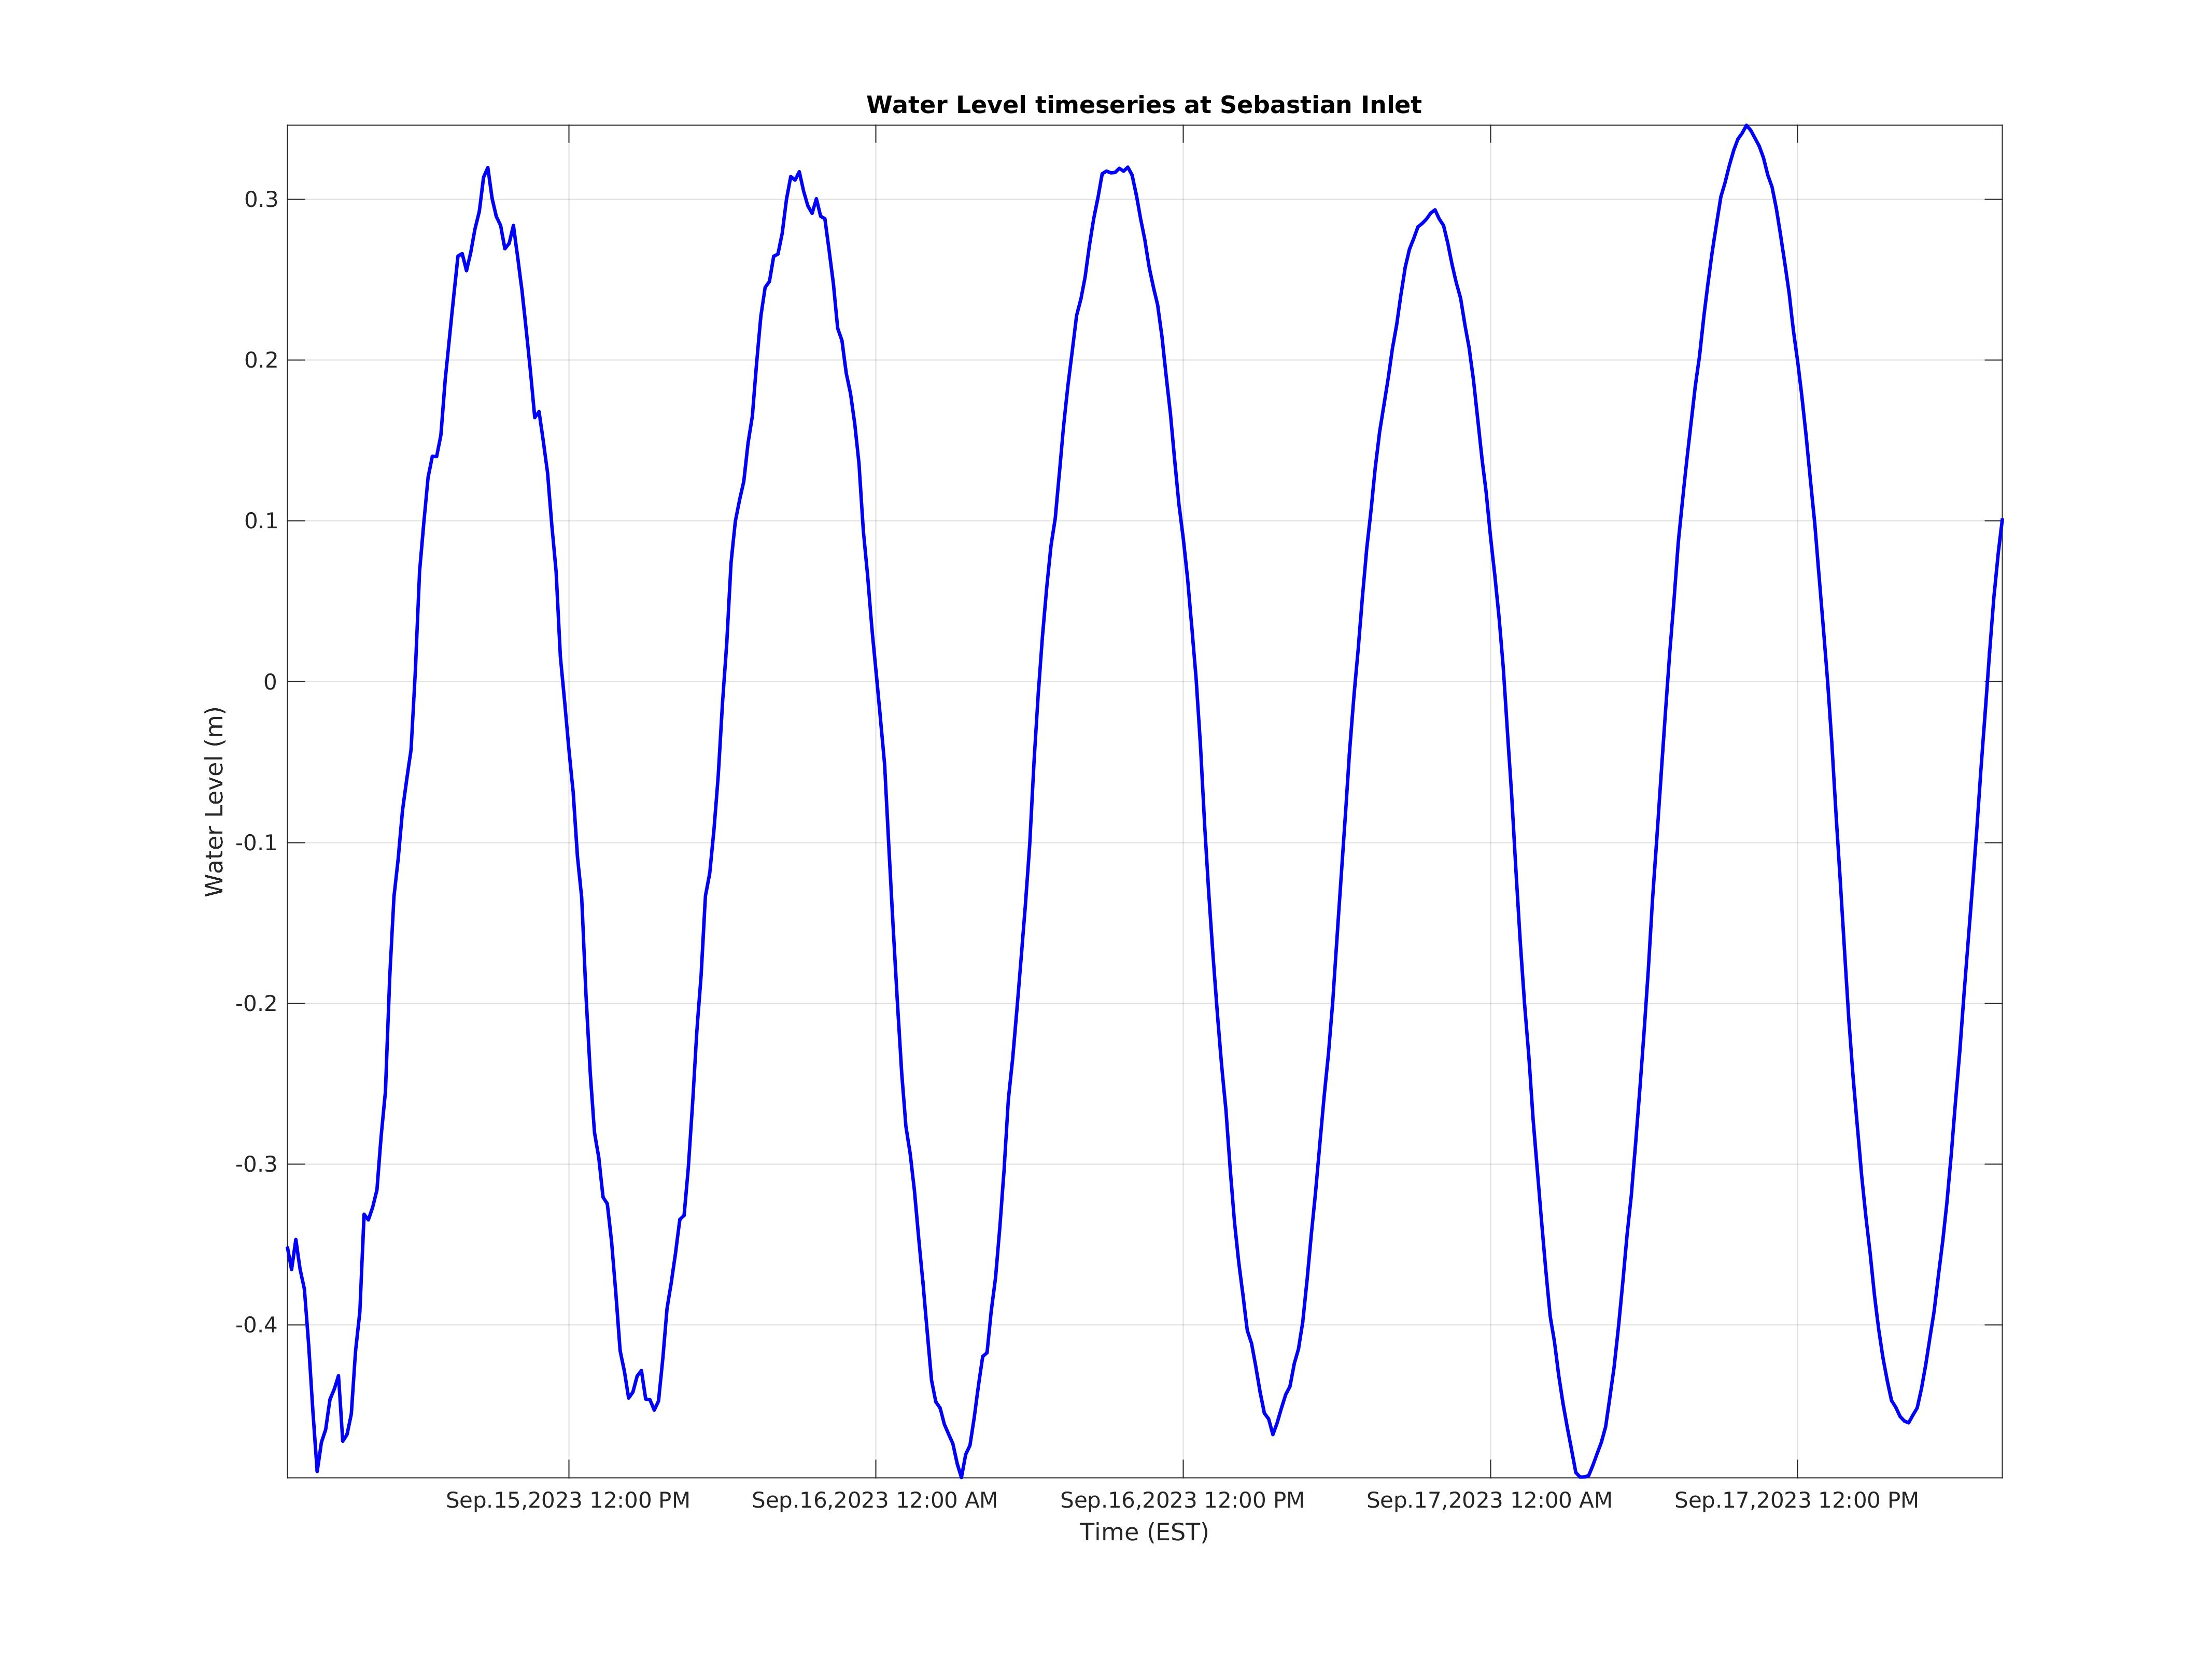 Water Level timeseries at Sebastian Inlet
0.3
0.2
0.1
0
-0.1
-0.2
-0.3
-0.4
Water Level (m)
Sep.15,2023 12:00 PM
Sep.16,2023 12:00 AM
Sep.16,2023 12:00 PM
Sep.17,2023 12:00 AM
Sep.17,2023 12:00 PM
Time (EST)